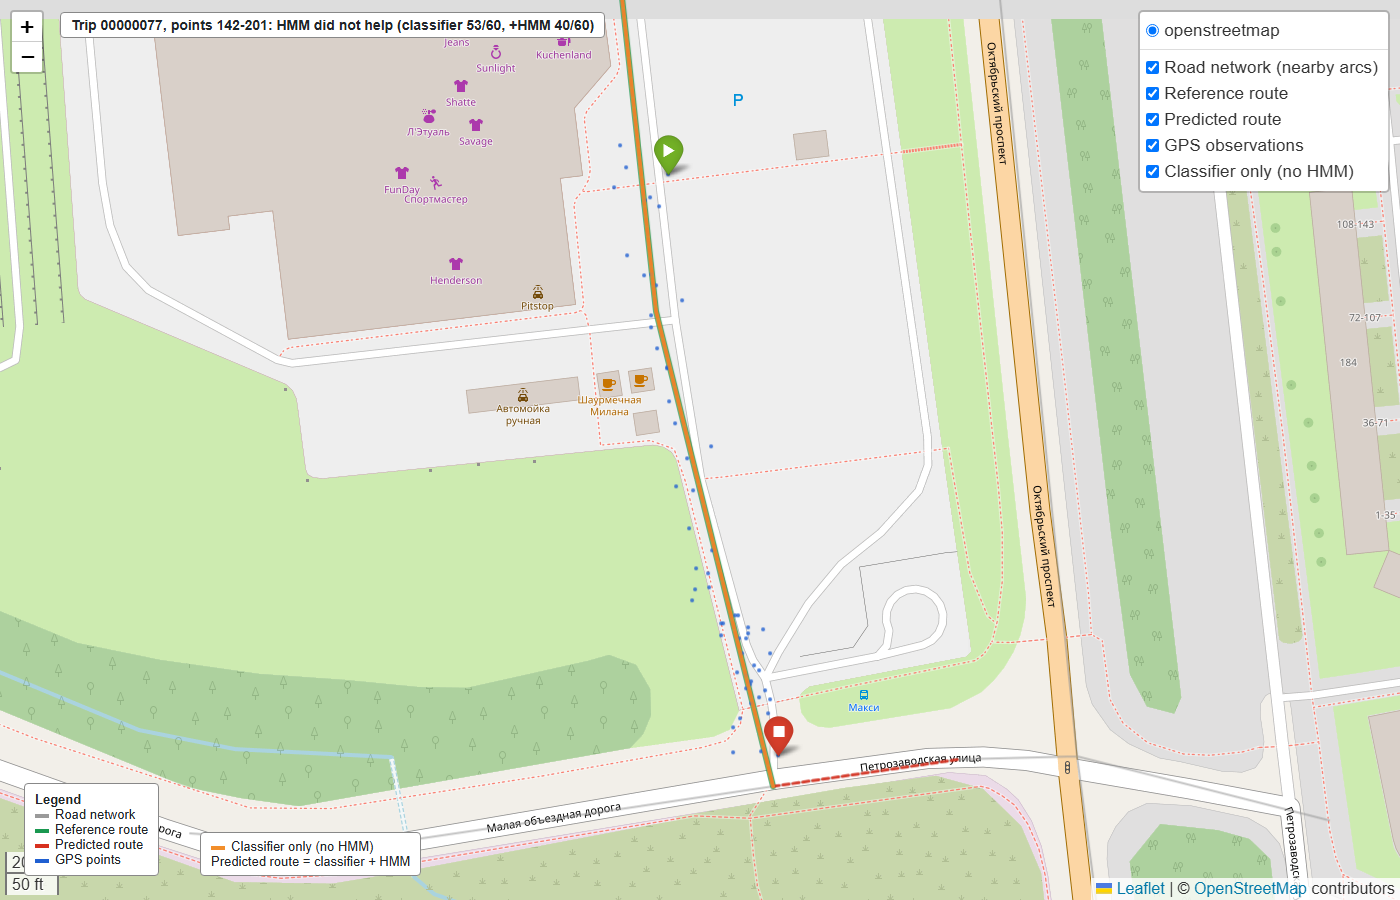 +
−
Trip 00000077, points 142-201: HMM did not help (classifier 53/60, +HMM 40/60)
openstreetmap
Road network (nearby arcs)
Reference route
Predicted route
GPS observations
Classifier only (no HMM)
Jeans
Sunlight
Kuchenland
Shatte
Л'Этуаль
Savage
FunDay
Спортмастер
Henderson
Pitstop
Автомойка
ручная
Шаурмечная
Милана
P
Октябрьский проспект
Октябрьский проспект
108-143
72-107
184
36-71
1-35
Макси
Петрозаводская улица
Малая объездная дорога
Legend
Road network
Reference route
Predicted route
GPS points
Classifier only (no HMM)
Predicted route = classifier + HMM
50 ft
Leaflet | © OpenStreetMap contributors